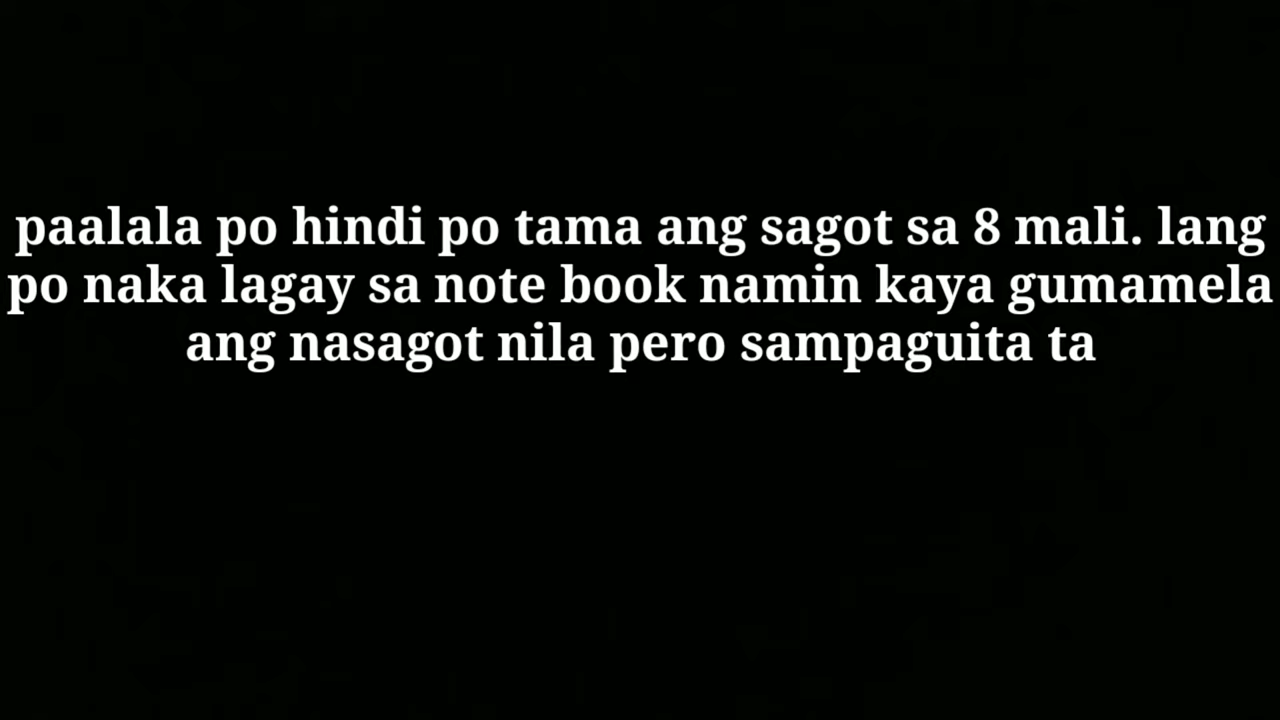 paalala po hindi po tama ang sagot sa 8 mali. lang
po naka lagay sa note book namin kaya gumamela
ang nasagot nila pero sampaguita ta